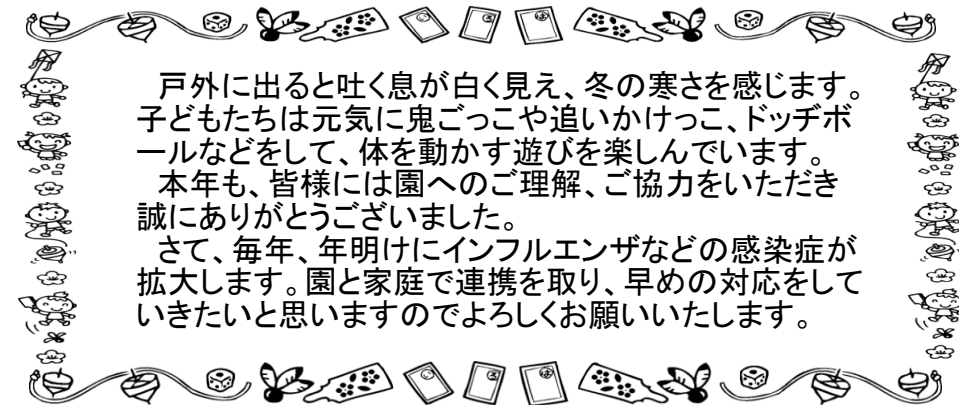 戸外に出ると吐く息が白く見え、冬の寒さを感じます。
子どもたちは元気に鬼ごっこや追いかけっこ、ドッヂボ
ールなどをして、体を動かす遊びを楽しんでいます。
　本年も、皆様には園へのご理解、ご協力をいただき
誠にありがとうございました。
　さて、毎年、年明けにインフルエンザなどの感染症が
拡大します。園と家庭で連携を取り、早めの対応をして
いきたいと思いますのでよろしくお願いいたします。